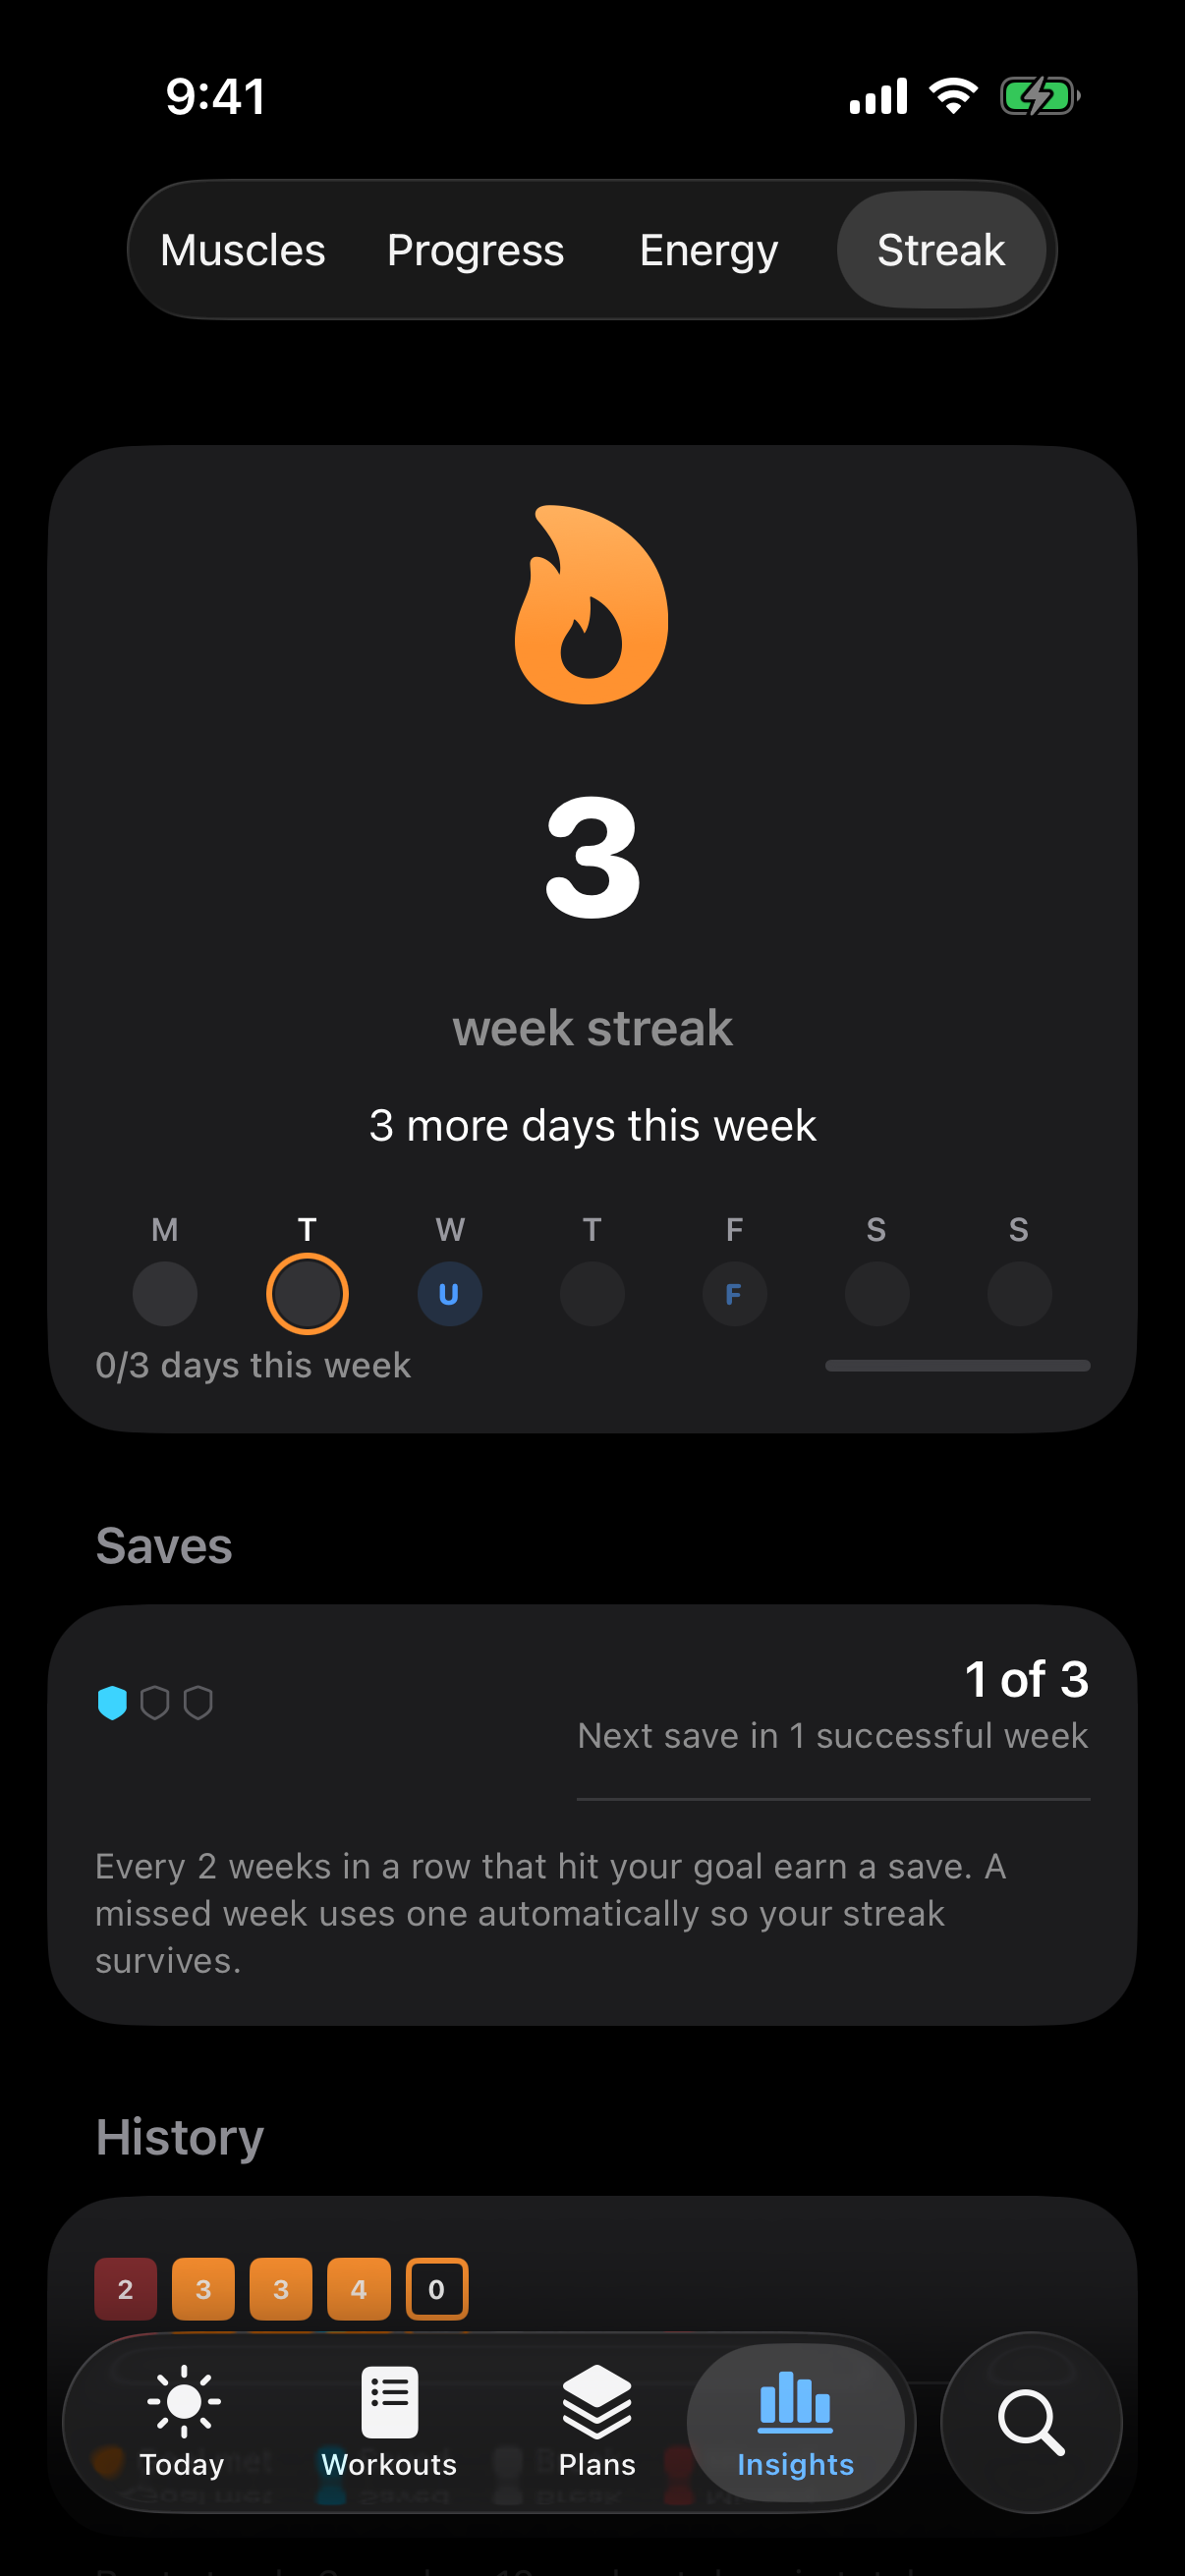 9:41
Muscles Progress Energy Streak
3
week streak
3 more days this week
M T W T F S S
U F
0/3 days this week
Saves
1 of 3
Next save in 1 successful week
Every 2 weeks in a row that hit your goal earn a save. A
missed week uses one automatically so your streak
survives.
History
2 3 3 4 0
Today Workouts Plans Insights